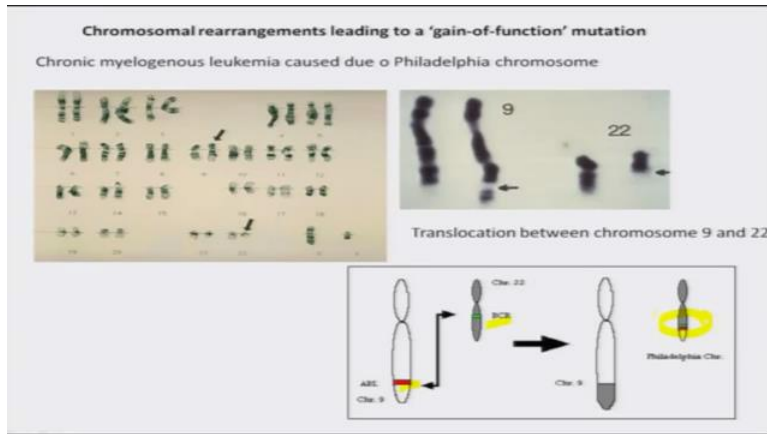 Chromosomal rearrangements leading to a ‘gain-of-function’ mutation
Chronic myelogenous leukemia caused due o Philadelphia chromosome
9
22
Translocation between chromosome 9 and 22
Chr. 22
BCR
ABL
Chr. 9
Chr. 9
Philadelphia Chr.